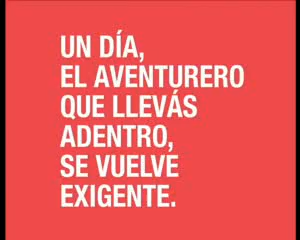 UN DÍA,
EL AVENTURERO
QUE LLEVÁS
ADENTRO,
SE VUELVE
EXIGENTE.